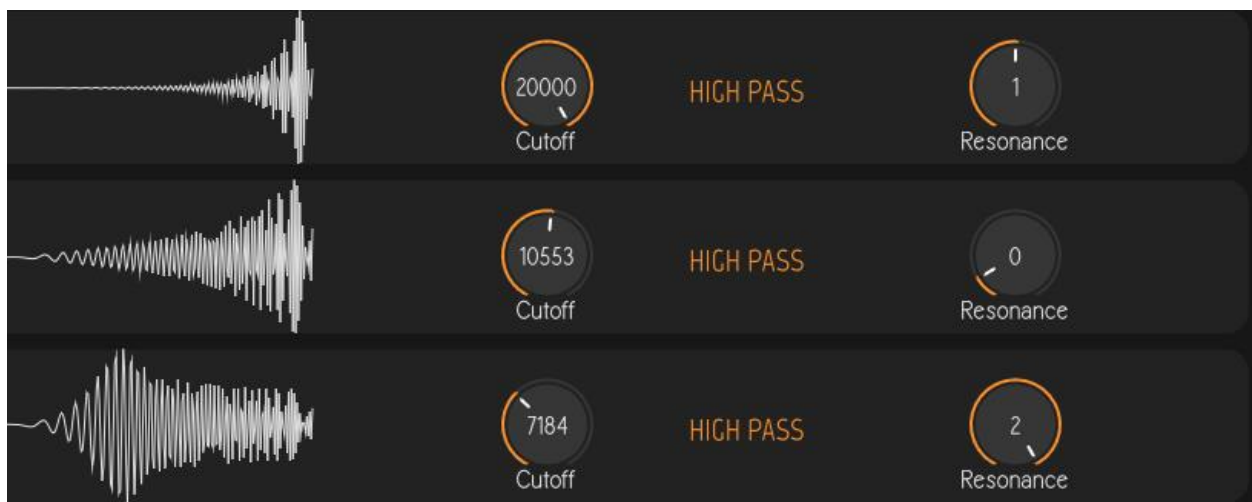 20000 HIGH PASS 1
Cutoff Resonance
10553 HIGH PASS 0
Cutoff Resonance
7184 HIGH PASS 2
Cutoff Resonance